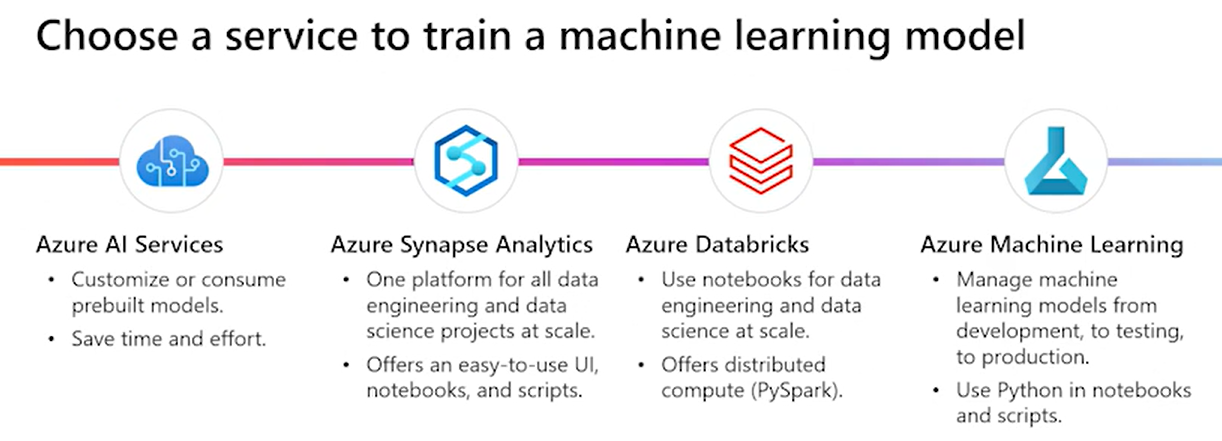 Choose a service to train a machine learning model
Azure AI Services
• Customize or consume
prebuilt models.
• Save time and effort.
Azure Synapse Analytics
• One platform for all data
engineering and data
science projects at scale.
• Offers an easy-to-use UI,
notebooks, and scripts.
Azure Databricks
• Use notebooks for data
engineering and data
science at scale.
• Offers distributed
compute (PySpark).
Azure Machine Learning
• Manage machine
learning models from
development, to testing,
to production.
• Use Python in notebooks
and scripts.